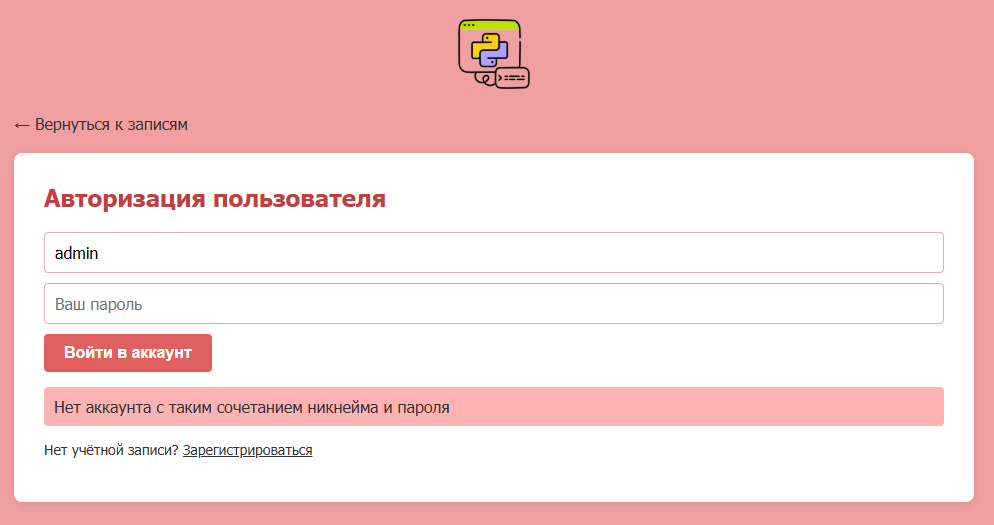 ← Вернуться к записям
Авторизация пользователя
admin
Ваш пароль
Войти в аккаунт
Нет аккаунта с таким сочетанием никнейма и пароля
Нет учётной записи? Зарегистрироваться